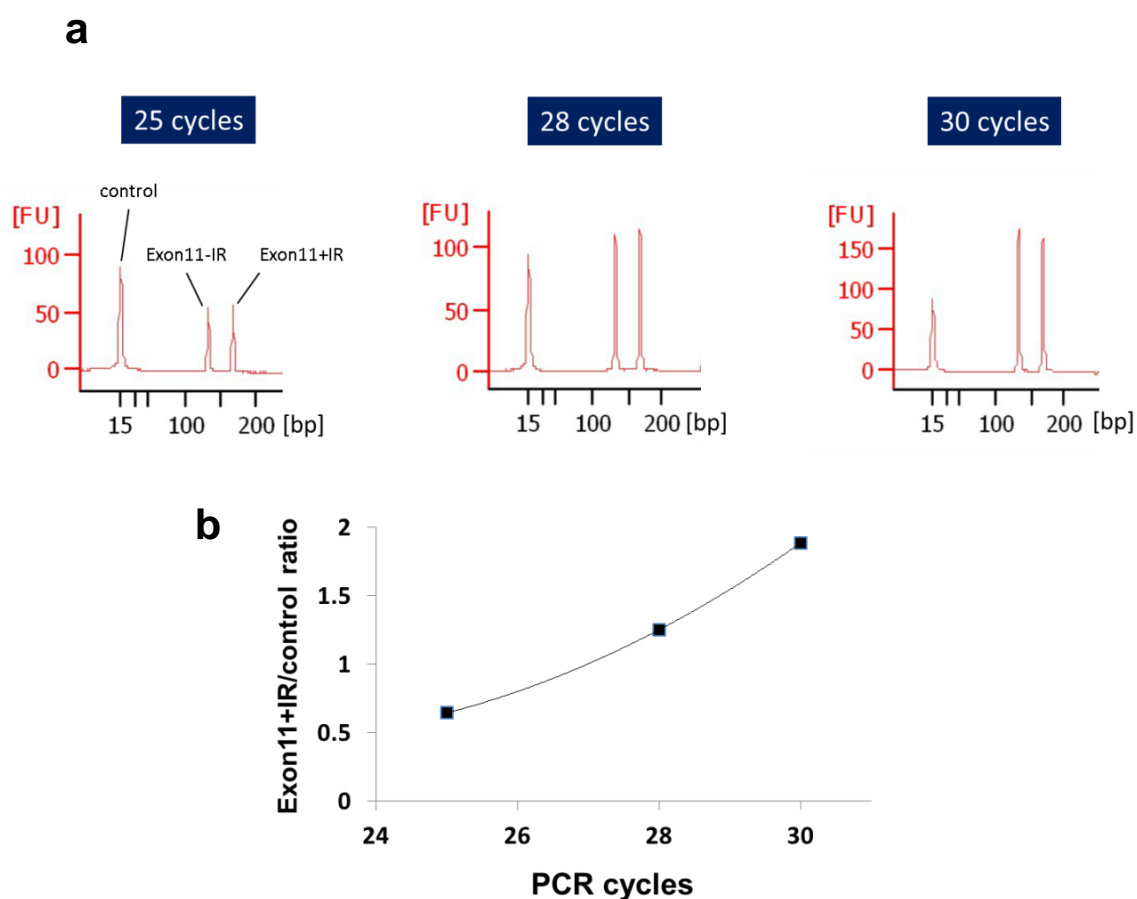 a
25 cycles
28 cycles
30 cycles
control
[FU]
100
50
0
Exon11-IR
Exon11+IR
15 100 200 [bp]
[FU]
100
50
0
15 100 200 [bp]
[FU]
150
100
50
0
15 100 200 [bp]
b
Exon11+IR/control ratio
2
1.5
1
0.5
0
24 26 28 30
PCR cycles